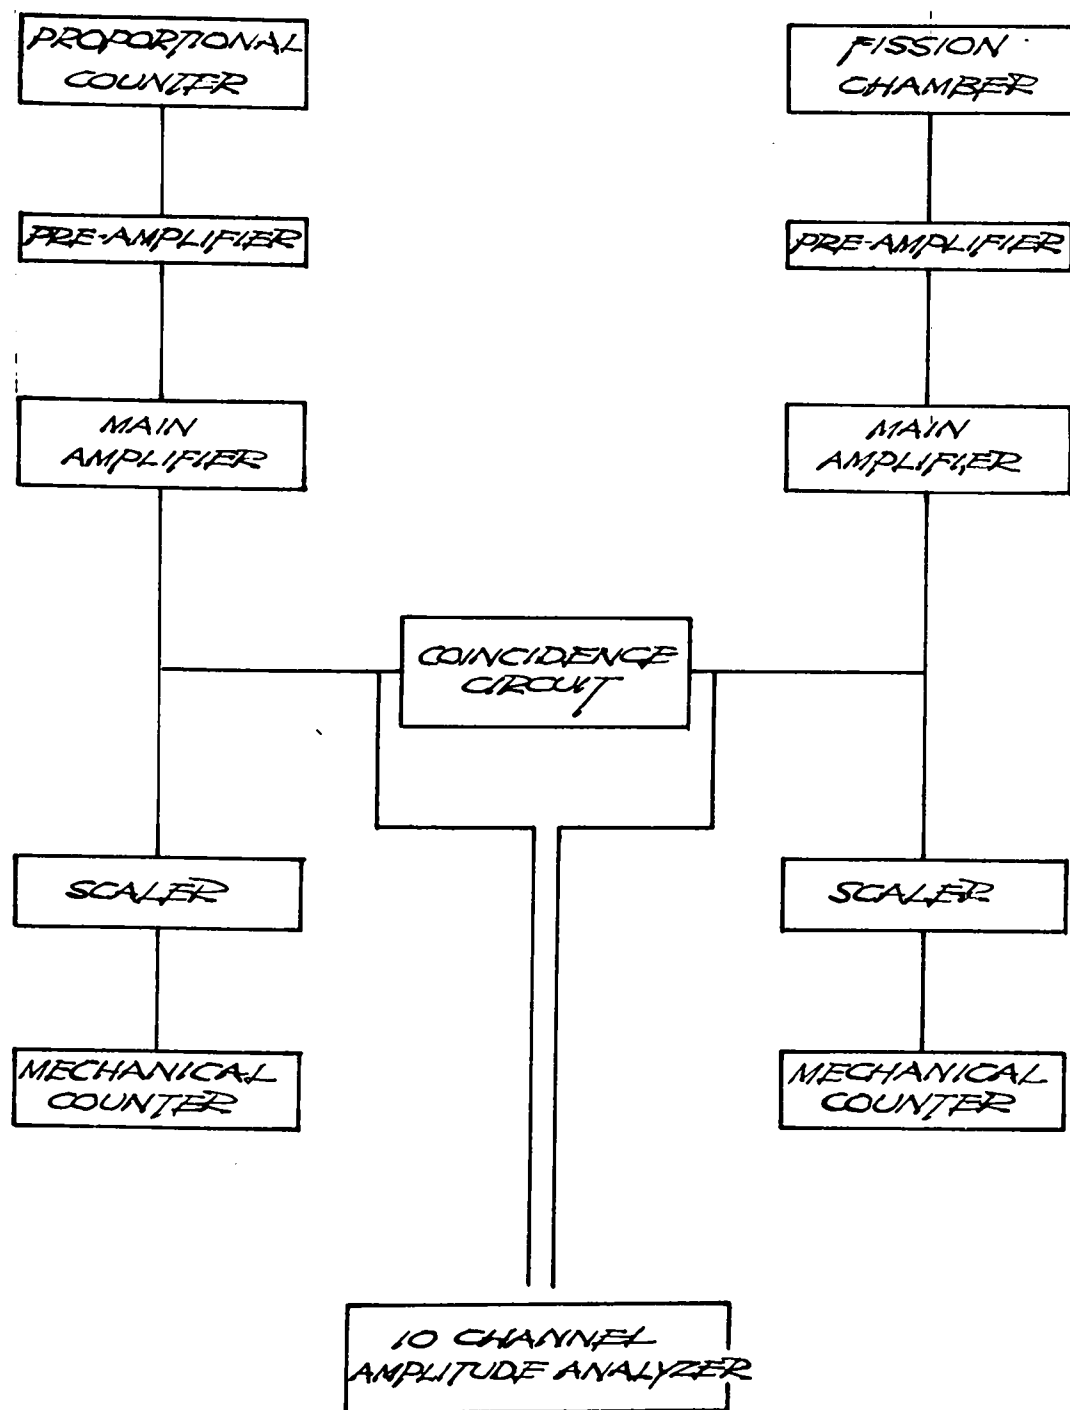 PROPORTIONAL
COUNTER
FISSION
CHAMBER
PRE-AMPLIFIER
PRE-AMPLIFIER
MAIN
AMPLIFIER
MAIN
AMPLIFIER
COINCIDENCE
CIRCUIT
SCALER
SCALER
MECHANICAL
COUNTER
MECHANICAL
COUNTER
10 CHANNEL
AMPLITUDE ANALYZER